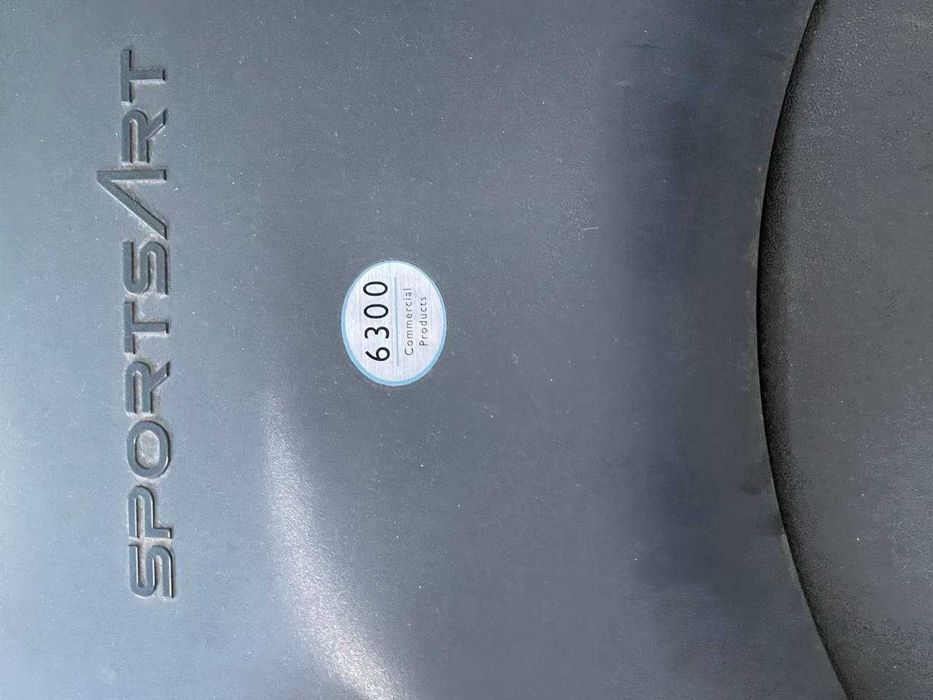 SPORTSART
6300
Commercial
Products